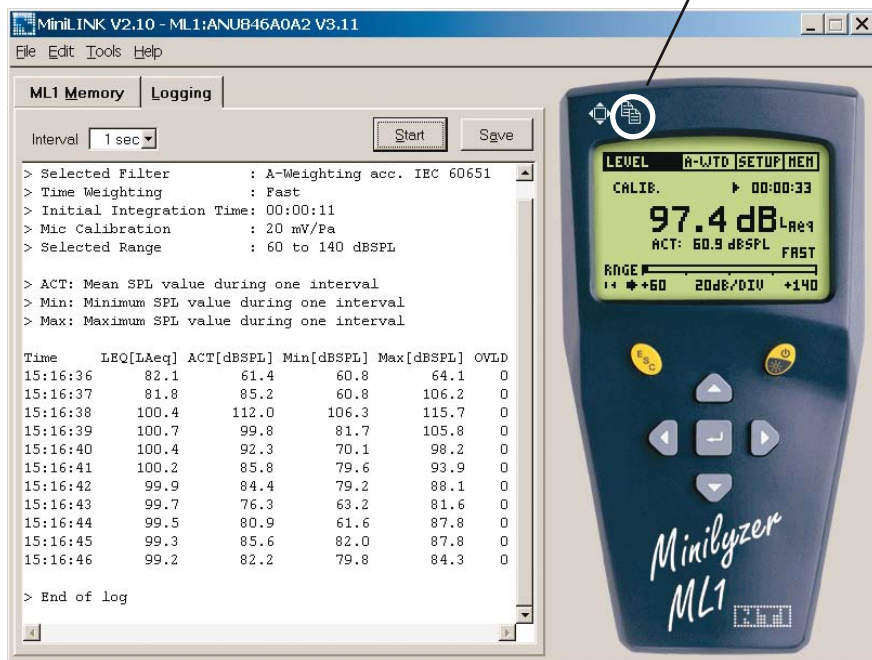 MiniLINK V2.10 - ML1:ANU846A0A2 V3.11
File Edit Tools Help
ML1 Memory Logging
Interval 1 sec Start Save
> Selected Filter : A-Weighting acc. IEC 60651
> Time Weighting : Fast
> Initial Integration Time: 00:00:11
> Mic Calibration : 20 mV/Pa
> Selected Range : 60 to 140 dBSPL
> ACT: Mean SPL value during one interval
> Min: Minimum SPL value during one interval
> Max: Maximum SPL value during one interval
Time LEQ[LAeq] ACT[dBSPL] Min[dBSPL] Max[dBSPL] OVLD
15:16:36 82.1 61.4 60.8 64.1 0
15:16:37 81.8 85.2 60.8 106.2 0
15:16:38 100.4 112.0 106.3 115.7 0
15:16:39 100.7 99.8 81.7 105.8 0
15:16:40 100.4 92.3 70.1 98.2 0
15:16:41 100.2 85.8 79.6 93.9 0
15:16:42 99.9 84.4 79.2 88.1 0
15:16:43 99.7 76.3 63.2 81.6 0
15:16:44 99.5 80.9 61.6 87.8 0
15:16:45 99.3 85.6 82.0 87.8 0
15:16:46 99.2 82.2 79.8 84.3 0
> End of log
LEVEL A-WTD SETUP MEM
CALIB. 00:00:33
97.4 dB LAeq
ACT: 60.9 dBSPL FAST
RNGE
+60 20dB/DIV +140
ESC
Minilyzer
ML1 NTI